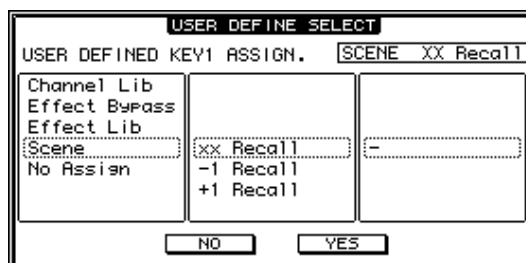 USER DEFINE SELECT
USER DEFINED KEY1 ASSIGN. SCENE XX Recall
Channel Lib
Effect Bypass
Effect Lib
Scene xx Recall -
No Assign -1 Recall
+1 Recall
NO YES